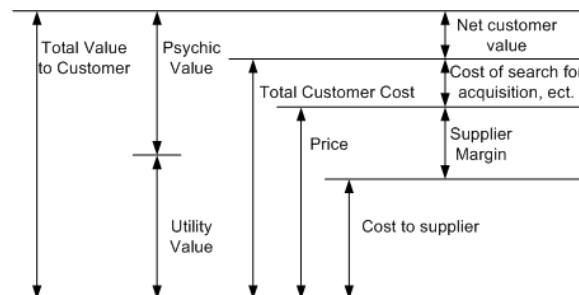 Total Value
to Customer
Psychic
Value
Net customer
value
Cost of search for
acquisition, ect.
Total Customer Cost
Price
Supplier
Margin
Utility
Value
Cost to supplier